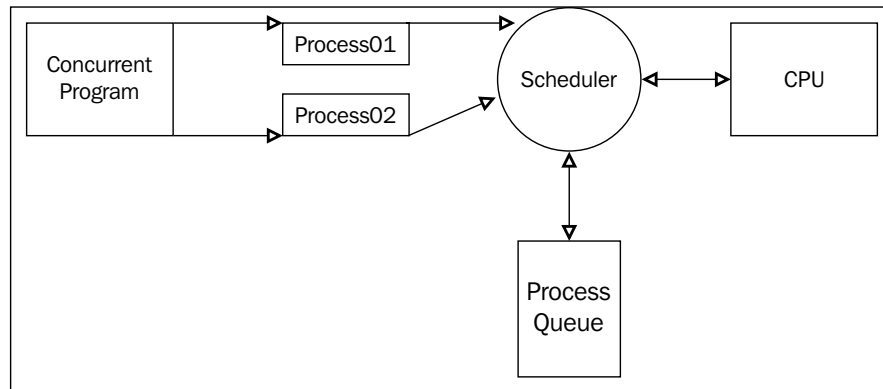 Concurrent
Program
Process01
Process02
Scheduler
CPU
Process
Queue